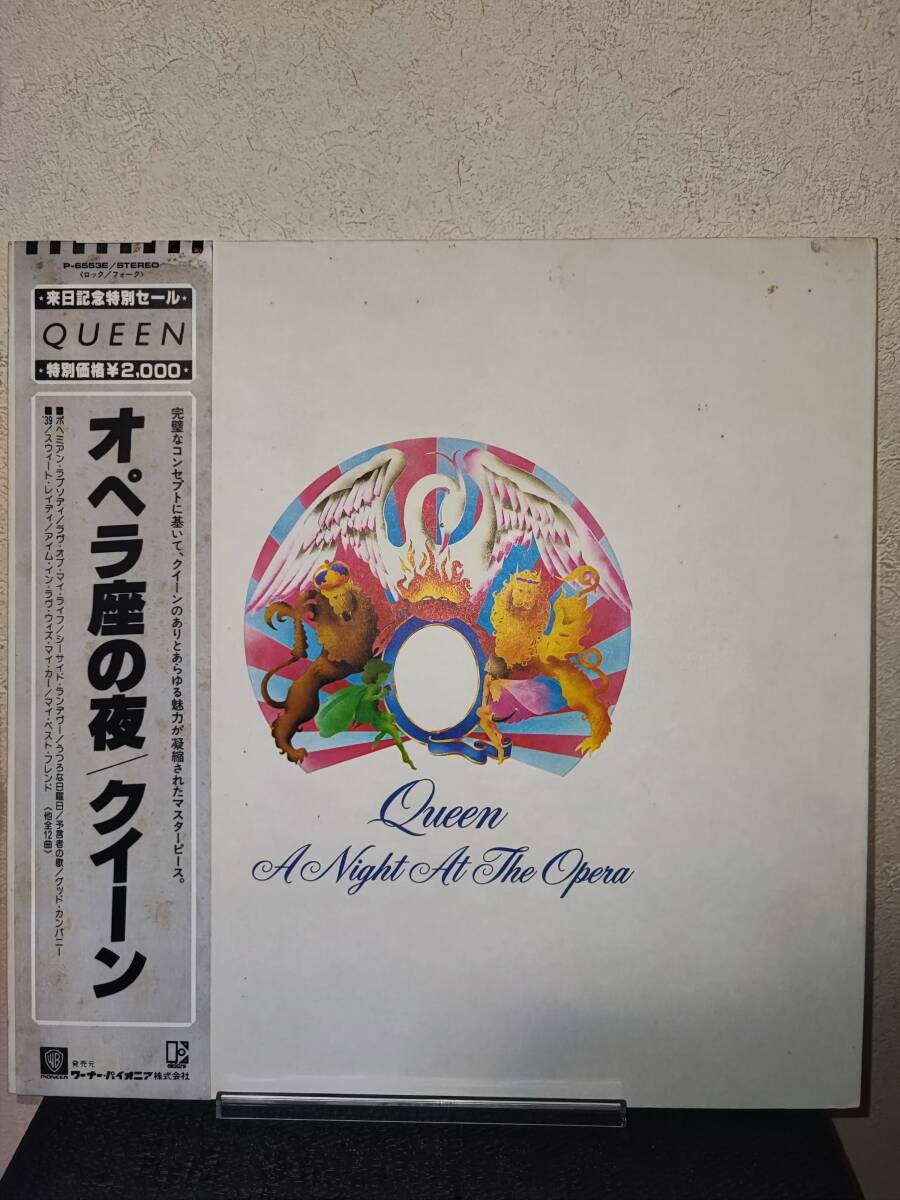 P-6553E/STEREO
〈ロック/フォーク〉
★来日記念特別セール★
QUEEN
★特別価格¥2,000★
完璧なコンセプトに基いて、クイーンのありとあらゆる魅力が凝縮されたマスターピース。
オペラ座の夜/クイーン
■ボヘミアン・ラプソディ/ラヴ・オブ・マイ・ライフ/シーサイド・ランデヴー/うつろな日曜日/予言者の歌/グッド・カンパニー
■'39/スウィート・レイディ/アイム・イン・ラヴ・ウィズ・マイ・カー/マイ・ベスト・フレンド 〈他全12曲〉
WB
PIONEER
発売元
ワーナー・パイオニア株式会社
Queen
A Night At The Opera